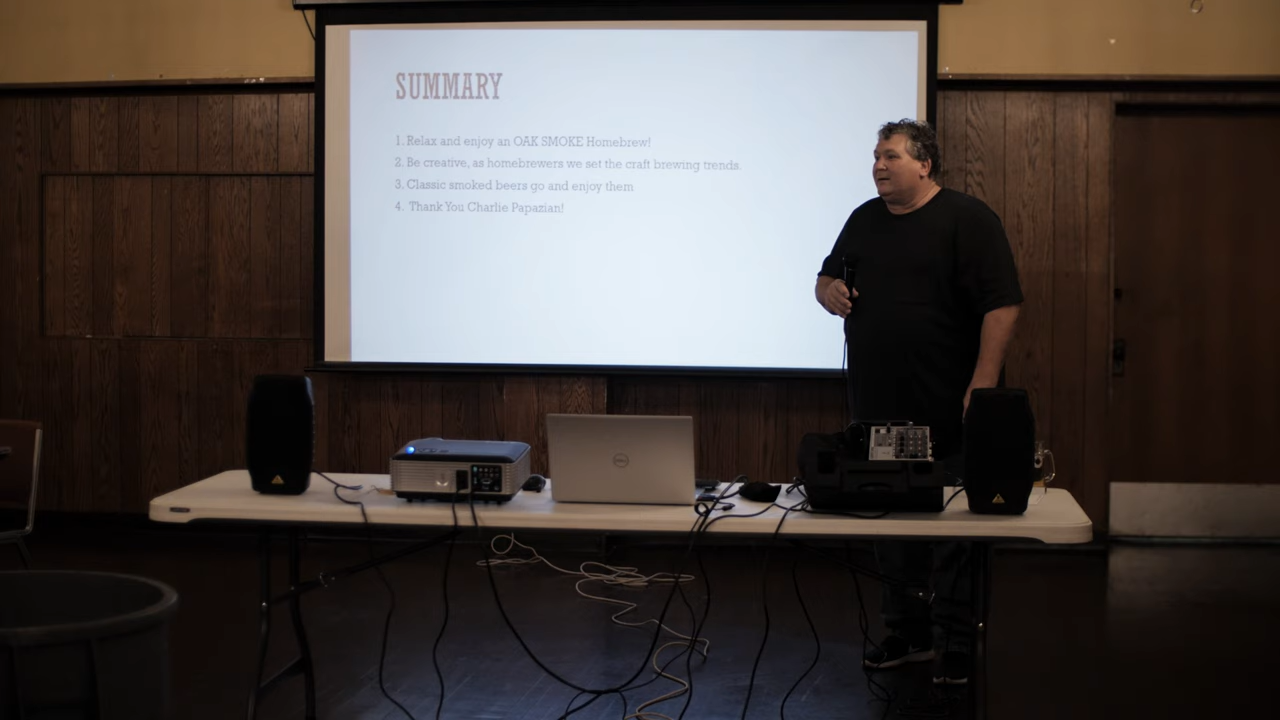 SUMMARY
1. Relax and enjoy an OAK SMOKE Homebrew!
2. Be creative, as homebrewers we set the craft brewing trends.
3. Classic smoked beers go and enjoy them
4. Thank You Charlie Papazian!
DELL